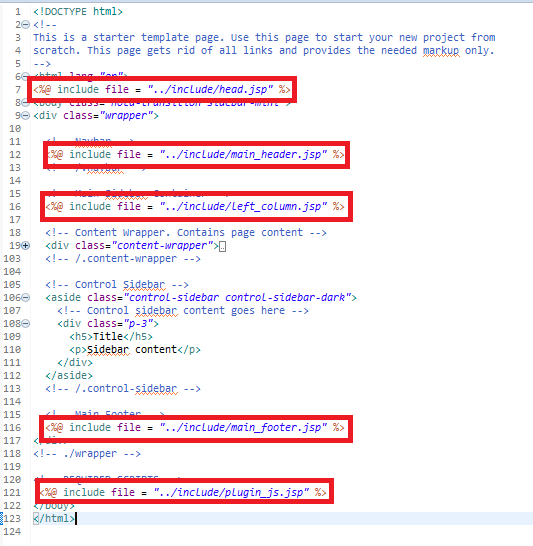 1 <!DOCTYPE html>
2 <!--
3 This is a starter template page. Use this page to start your new project from
4 scratch. This page gets rid of all links and provides the needed markup only.
5 -->
6 <html lang="en">
7 <%@ include file = "../include/head.jsp" %>
8 <body class="hold-transition sidebar-mini">
9 <div class="wrapper">
10
11 <!-- Navbar -->
12 <%@ include file = "../include/main_header.jsp" %>
13 <!-- /.navbar -->
14
15 <!-- Main Sidebar Container -->
16 <%@ include file = "../include/left_column.jsp" %>
17
18 <!-- Content Wrapper. Contains page content -->
19 <div class="content-wrapper">
103 <!-- /.content-wrapper -->
104
105 <!-- Control Sidebar -->
106 <aside class="control-sidebar control-sidebar-dark">
107 <!-- Control sidebar content goes here -->
108 <div class="p-3">
109 <h5>Title</h5>
110 <p>Sidebar content</p>
111 </div>
112 </aside>
113 <!-- /.control-sidebar -->
114
115 <!-- Main Footer -->
116 <%@ include file = "../include/main_footer.jsp" %>
117 </div>
118 <!-- ./wrapper -->
119
120 <!-- REQUIRED SCRIPTS -->
121 <%@ include file = "../include/plugin_js.jsp" %>
122 </body>
123 </html>
124